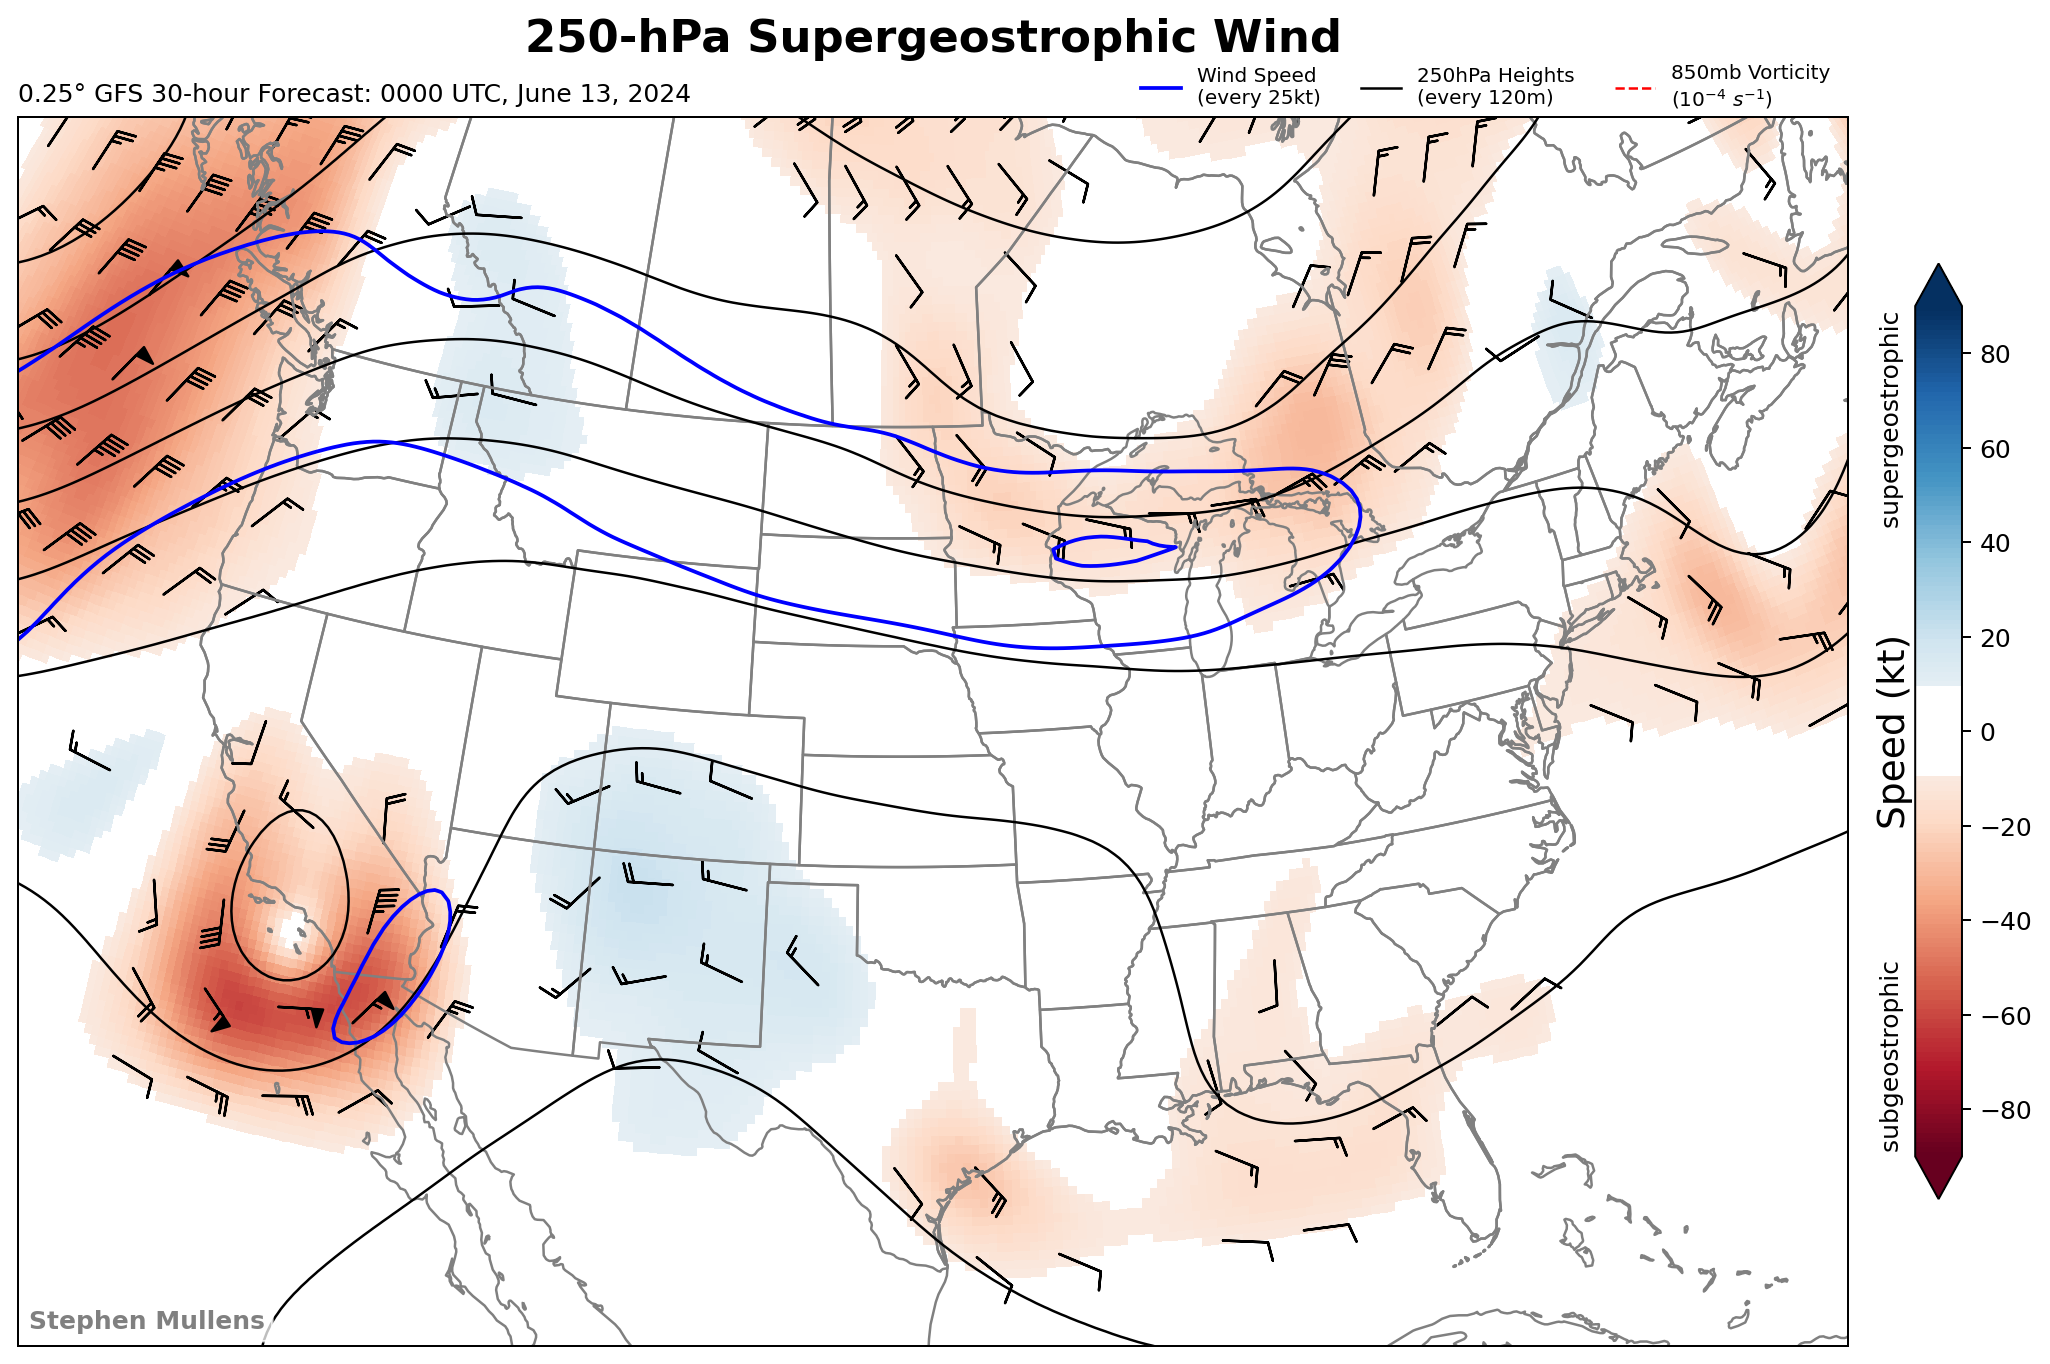 250-hPa Supergeostrophic Wind
0.25° GFS 30-hour Forecast: 0000 UTC, June 13, 2024
Wind Speed
(every 25kt)
250hPa Heights
(every 120m)
850mb Vorticity
(10⁻⁴ s⁻¹)
supergeostrophic
subgeostrophic
Speed (kt)
80
60
40
20
0
−20
−40
−60
−80
Stephen Mullens